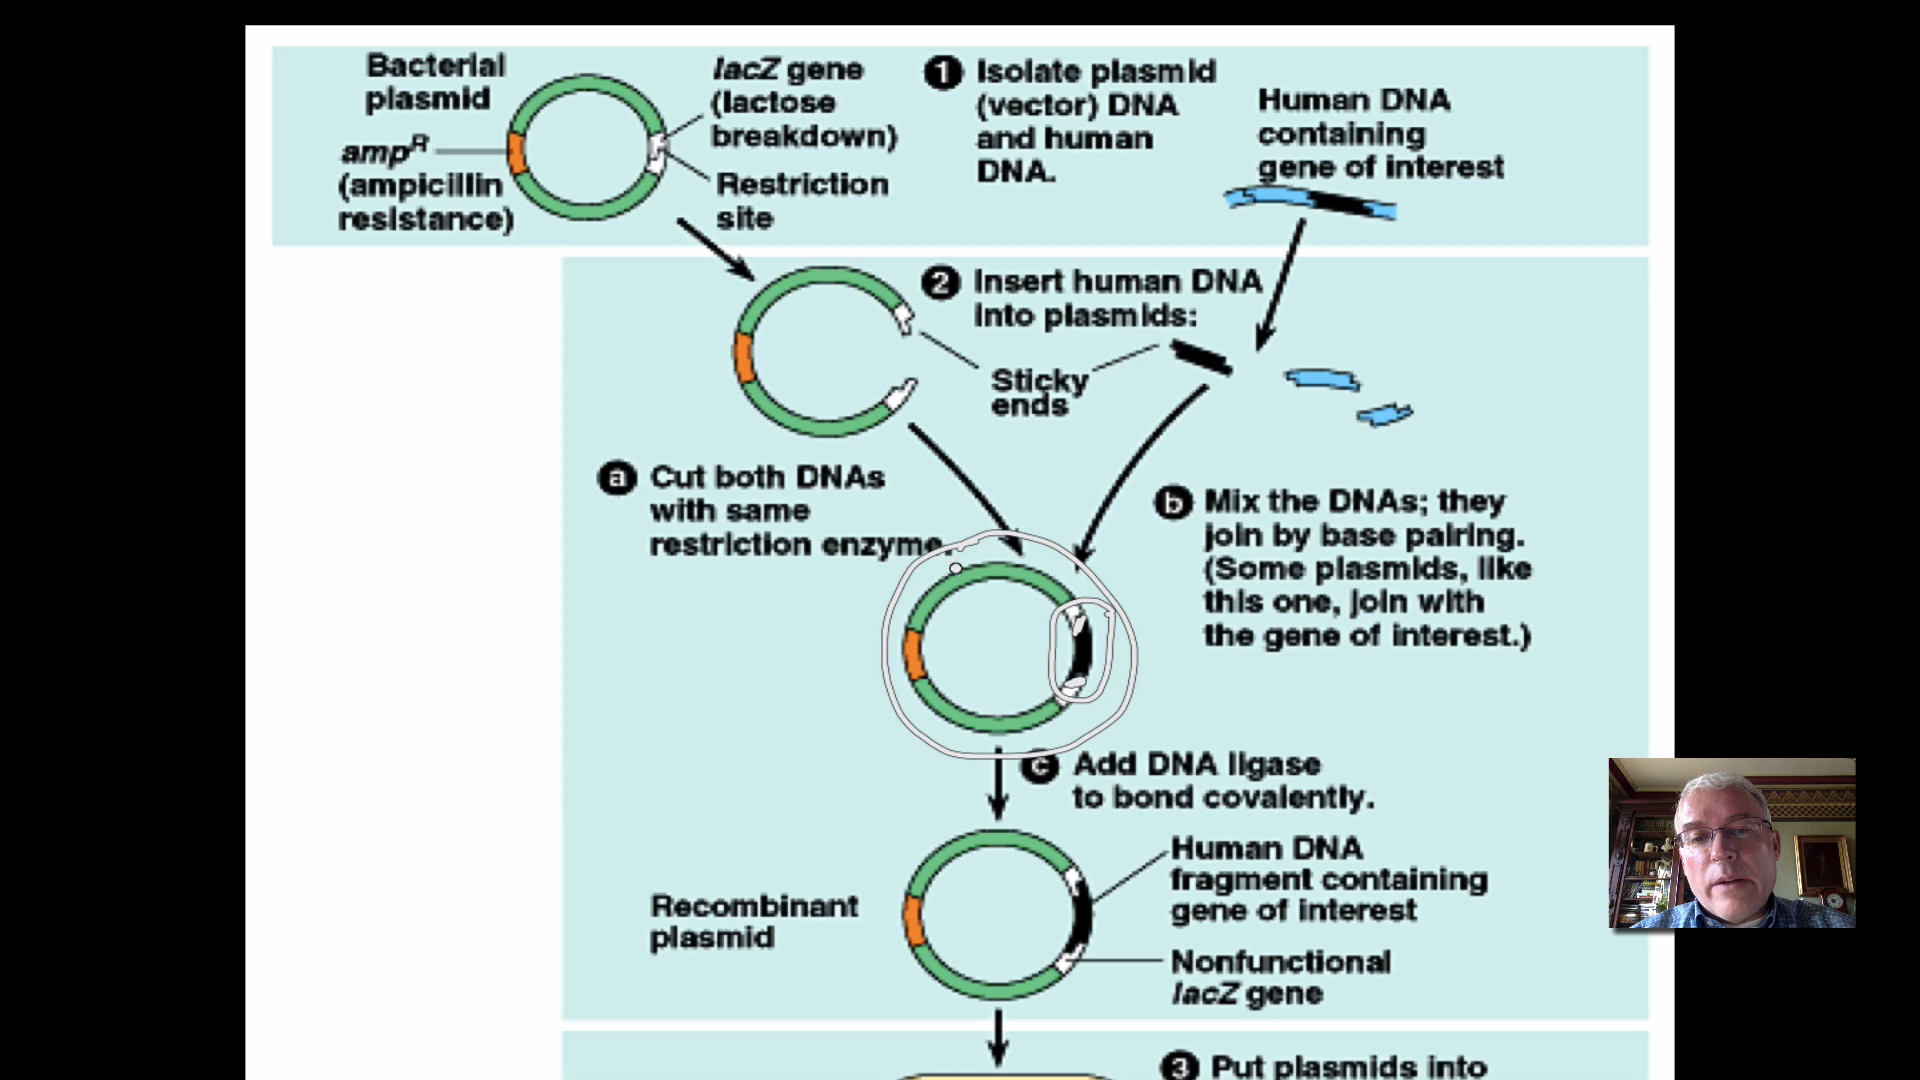 Bacterial
plasmid
lacZ gene
(lactose
breakdown)
ampR
(ampicillin
resistance)
Restriction
site
1 Isolate plasmid
(vector) DNA
and human
DNA.
Human DNA
containing
gene of interest
2 Insert human DNA
into plasmids:
Sticky
ends
a Cut both DNAs
with same
restriction enzyme.
b Mix the DNAs; they
join by base pairing.
(Some plasmids, like
this one, join with
the gene of interest.)
c Add DNA ligase
to bond covalently.
Recombinant
plasmid
Human DNA
fragment containing
gene of interest
Nonfunctional
lacZ gene
3 Put plasmids into